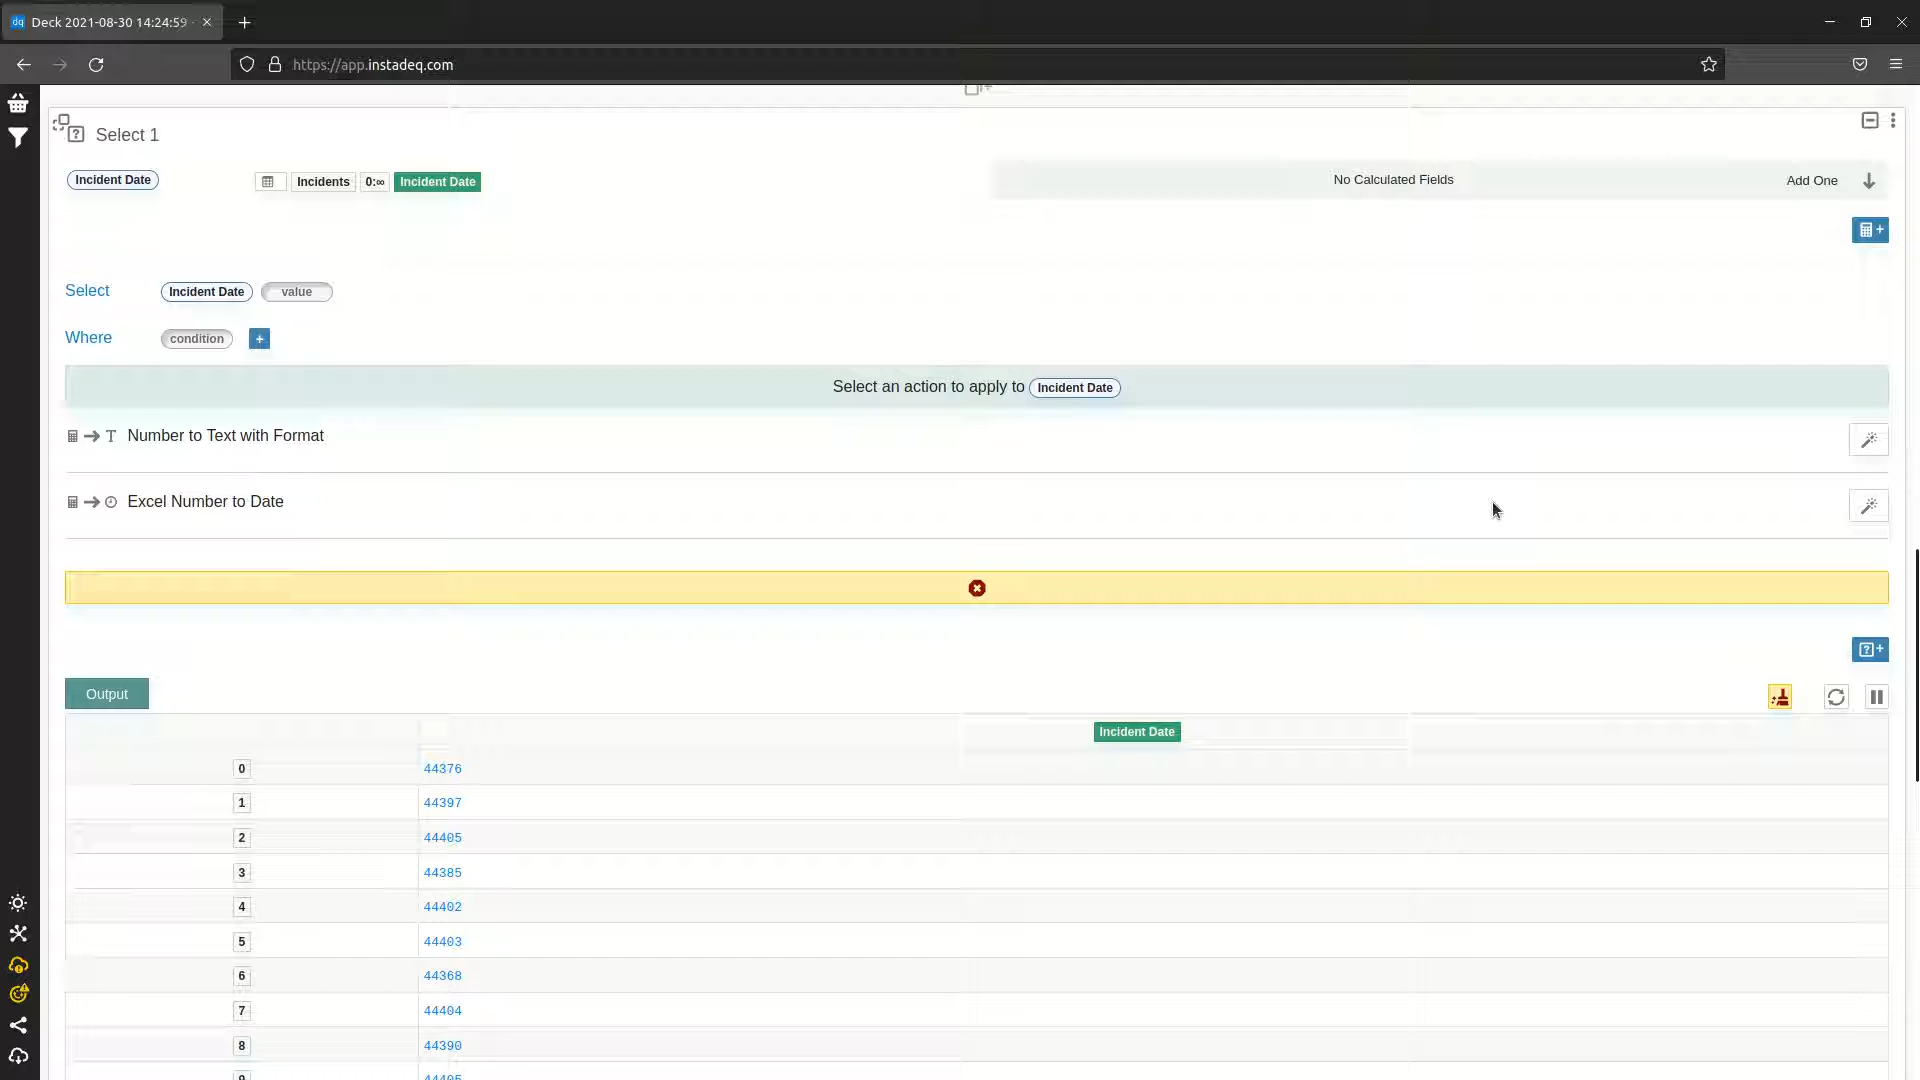 dq Deck 2021-08-30 14:24:59
https://app.instadeq.com
Select 1
Incident Date
Incidents 0:∞ Incident Date
No Calculated Fields
Add One
Select Incident Date value
Where condition +
Select an action to apply to Incident Date
T Number to Text with Format
Excel Number to Date
Output
Incident Date
0 44376
1 44397
2 44405
3 44385
4 44402
5 44403
6 44368
7 44404
8 44390
9 44405